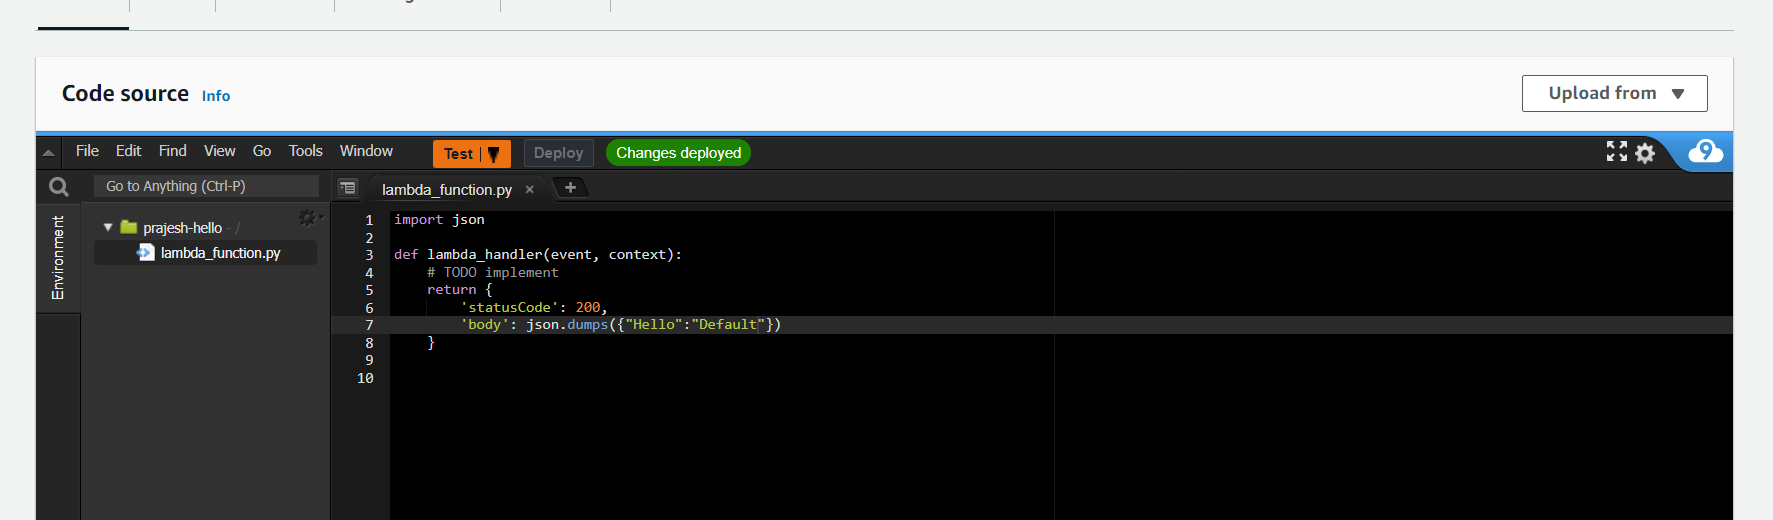 Code source Info
Upload from
File Edit Find View Go Tools Window Test Deploy Changes deployed
9
Go to Anything (Ctrl-P)
lambda_function.py
Environment
prajesh-hello - /
lambda_function.py
1 import json
2
3 def lambda_handler(event, context):
4 # TODO implement
5 return {
6 'statusCode': 200,
7 'body': json.dumps({"Hello":"Default"})
8 }
9
10